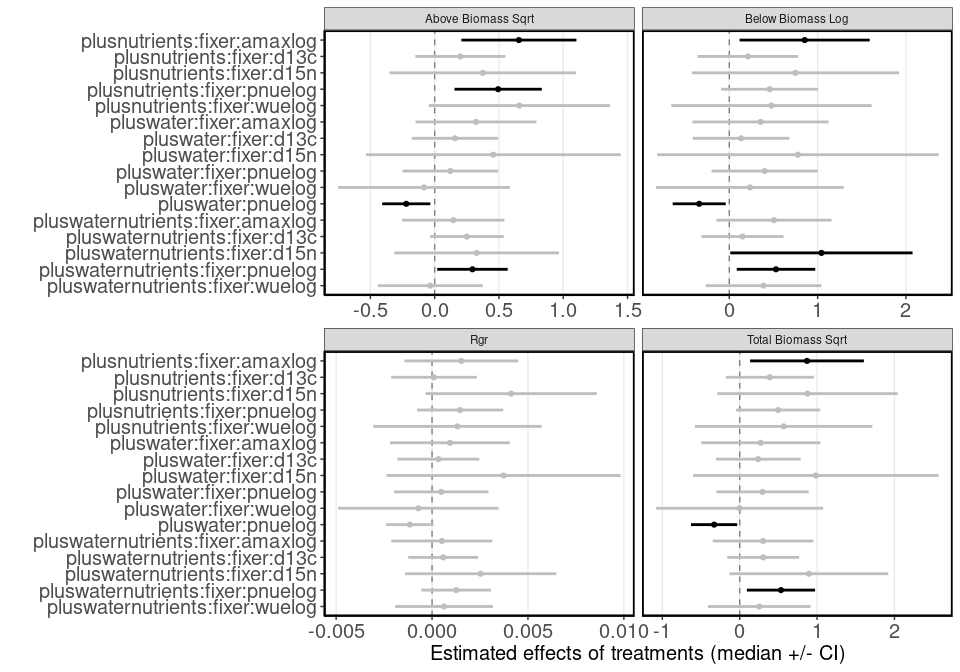 Above Biomass Sqrt
Below Biomass Log
plusnutrients:fixer:amaxlog
plusnutrients:fixer:d13c
plusnutrients:fixer:d15n
plusnutrients:fixer:pnuelog
plusnutrients:fixer:wuelog
pluswater:fixer:amaxlog
pluswater:fixer:d13c
pluswater:fixer:d15n
pluswater:fixer:pnuelog
pluswater:fixer:wuelog
pluswater:pnuelog
pluswaternutrients:fixer:amaxlog
pluswaternutrients:fixer:d13c
pluswaternutrients:fixer:d15n
pluswaternutrients:fixer:pnuelog
pluswaternutrients:fixer:wuelog
-0.5 0.0 0.5 1.0 1.5
0 1 2
Rgr
Total Biomass Sqrt
plusnutrients:fixer:amaxlog
plusnutrients:fixer:d13c
plusnutrients:fixer:d15n
plusnutrients:fixer:pnuelog
plusnutrients:fixer:wuelog
pluswater:fixer:amaxlog
pluswater:fixer:d13c
pluswater:fixer:d15n
pluswater:fixer:pnuelog
pluswater:fixer:wuelog
pluswater:pnuelog
pluswaternutrients:fixer:amaxlog
pluswaternutrients:fixer:d13c
pluswaternutrients:fixer:d15n
pluswaternutrients:fixer:pnuelog
pluswaternutrients:fixer:wuelog
-0.005 0.000 0.005 0.010
-1 0 1 2
Estimated effects of treatments (median +/- CI)